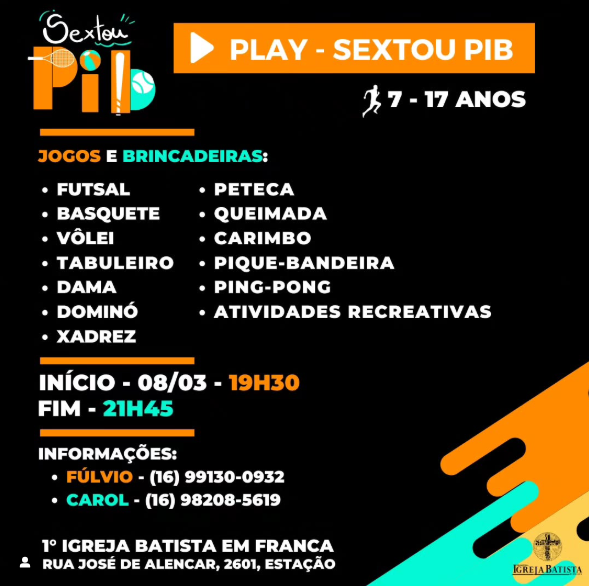 Sextou
Pib
PLAY - SEXTOU PIB
7 - 17 ANOS
JOGOS E BRINCADEIRAS:
• FUTSAL
• BASQUETE
• VÔLEI
• TABULEIRO
• DAMA
• DOMINÓ
• XADREZ
• PETECA
• QUEIMADA
• CARIMBO
• PIQUE-BANDEIRA
• PING-PONG
• ATIVIDADES RECREATIVAS
INÍCIO - 08/03 - 19H30
FIM - 21H45
INFORMAÇÕES:
• FÚLVIO - (16) 99130-0932
• CAROL - (16) 98208-5619
1° IGREJA BATISTA EM FRANCA
RUA JOSÉ DE ALENCAR, 2601, ESTAÇÃO
IGREJA BATISTA